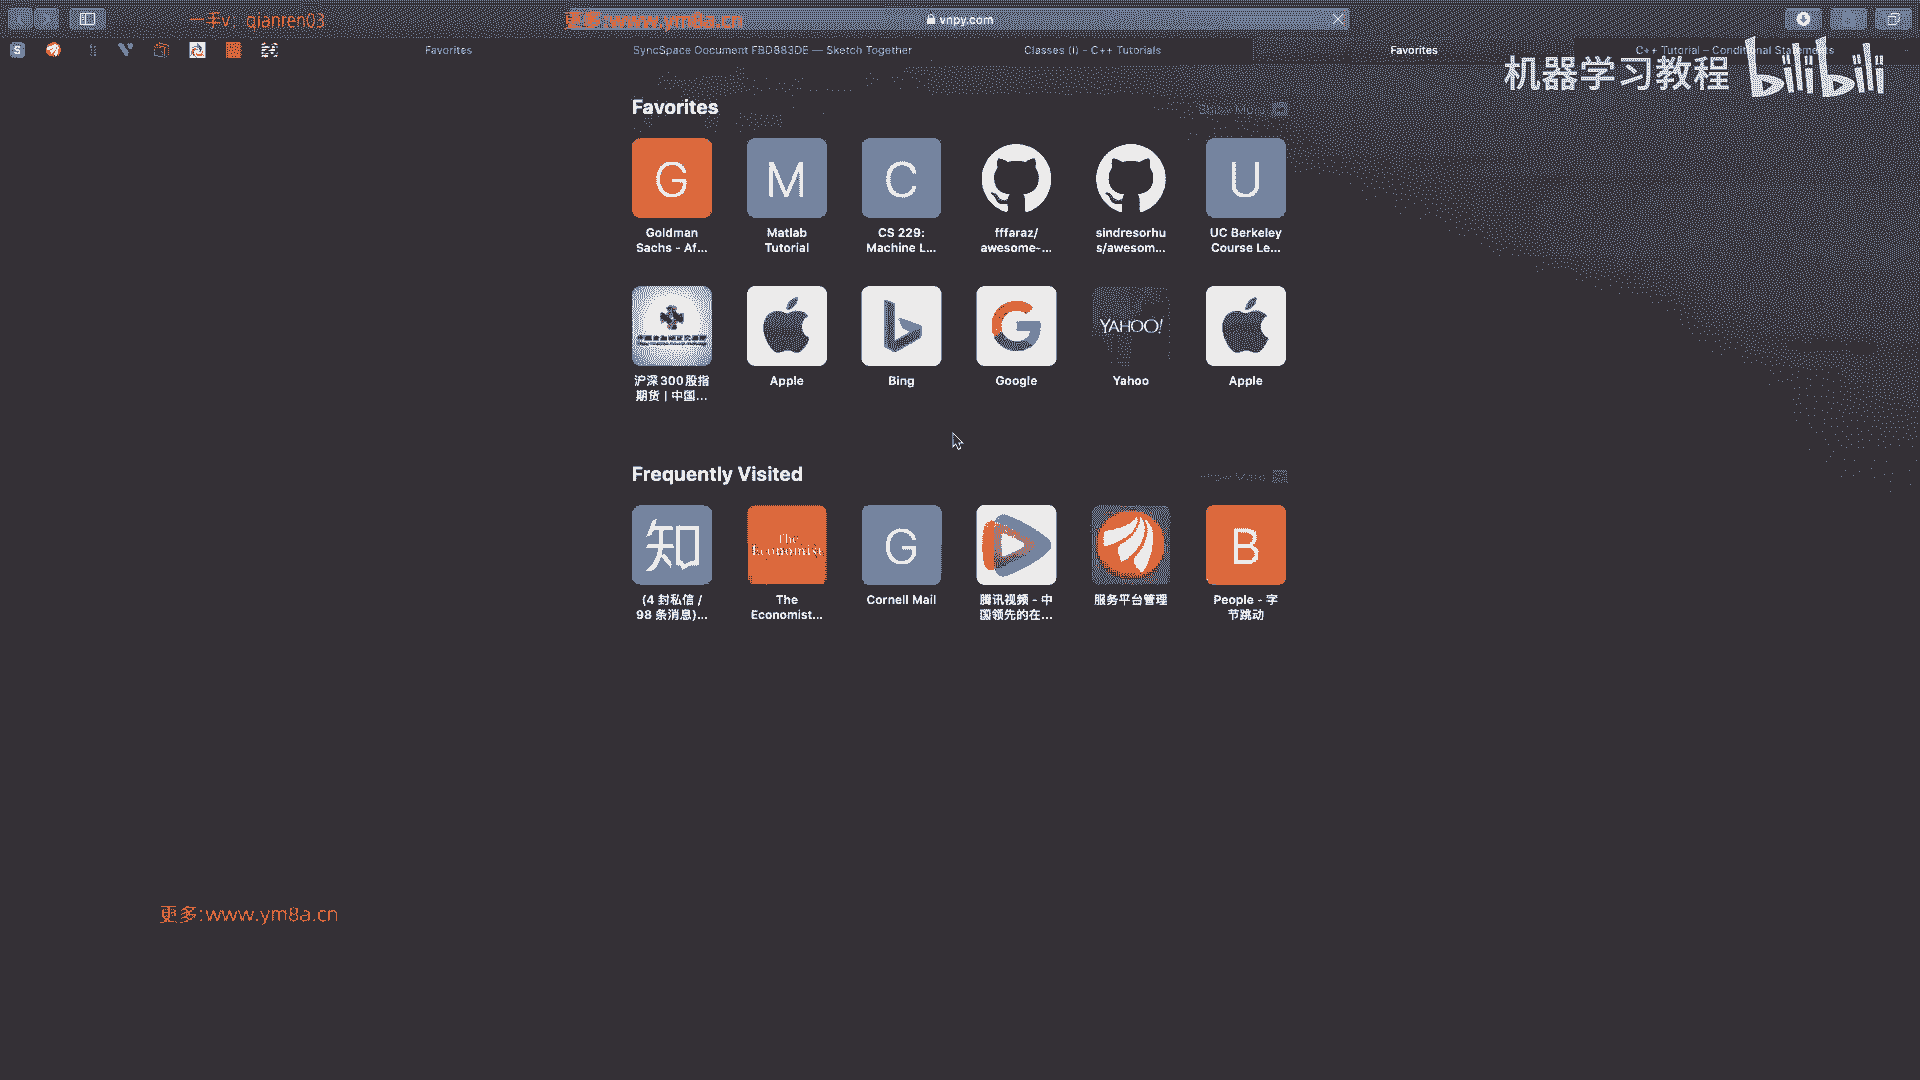 一手v：qianren03
更多:www.ym8a.cn
vnpy.com
S
Favorites
SyncSpace Document FBD883DE — Sketch Together
Classes (I) - C++ Tutorials
Favorites
C++ Tutorial – Conditional Statements
机器学习教程 bilibili
Favorites
Show More
G
M
C
U
Goldman
Sachs - Af...
Matlab
Tutorial
CS 229:
Machine L...
fffaraz/
awesome-...
sindresorhu
s/awesom...
UC Berkeley
Course Le...
YAHOO!
沪深300股指
期货 | 中国...
Apple
Bing
Google
Yahoo
Apple
Frequently Visited
Show More
知
The
Economist
G
B
(4 封私信 /
98 条消息)...
The
Economist...
Cornell Mail
腾讯视频 - 中
国领先的在...
服务平台管理
People - 字
节跳动
更多:www.ym8a.cn